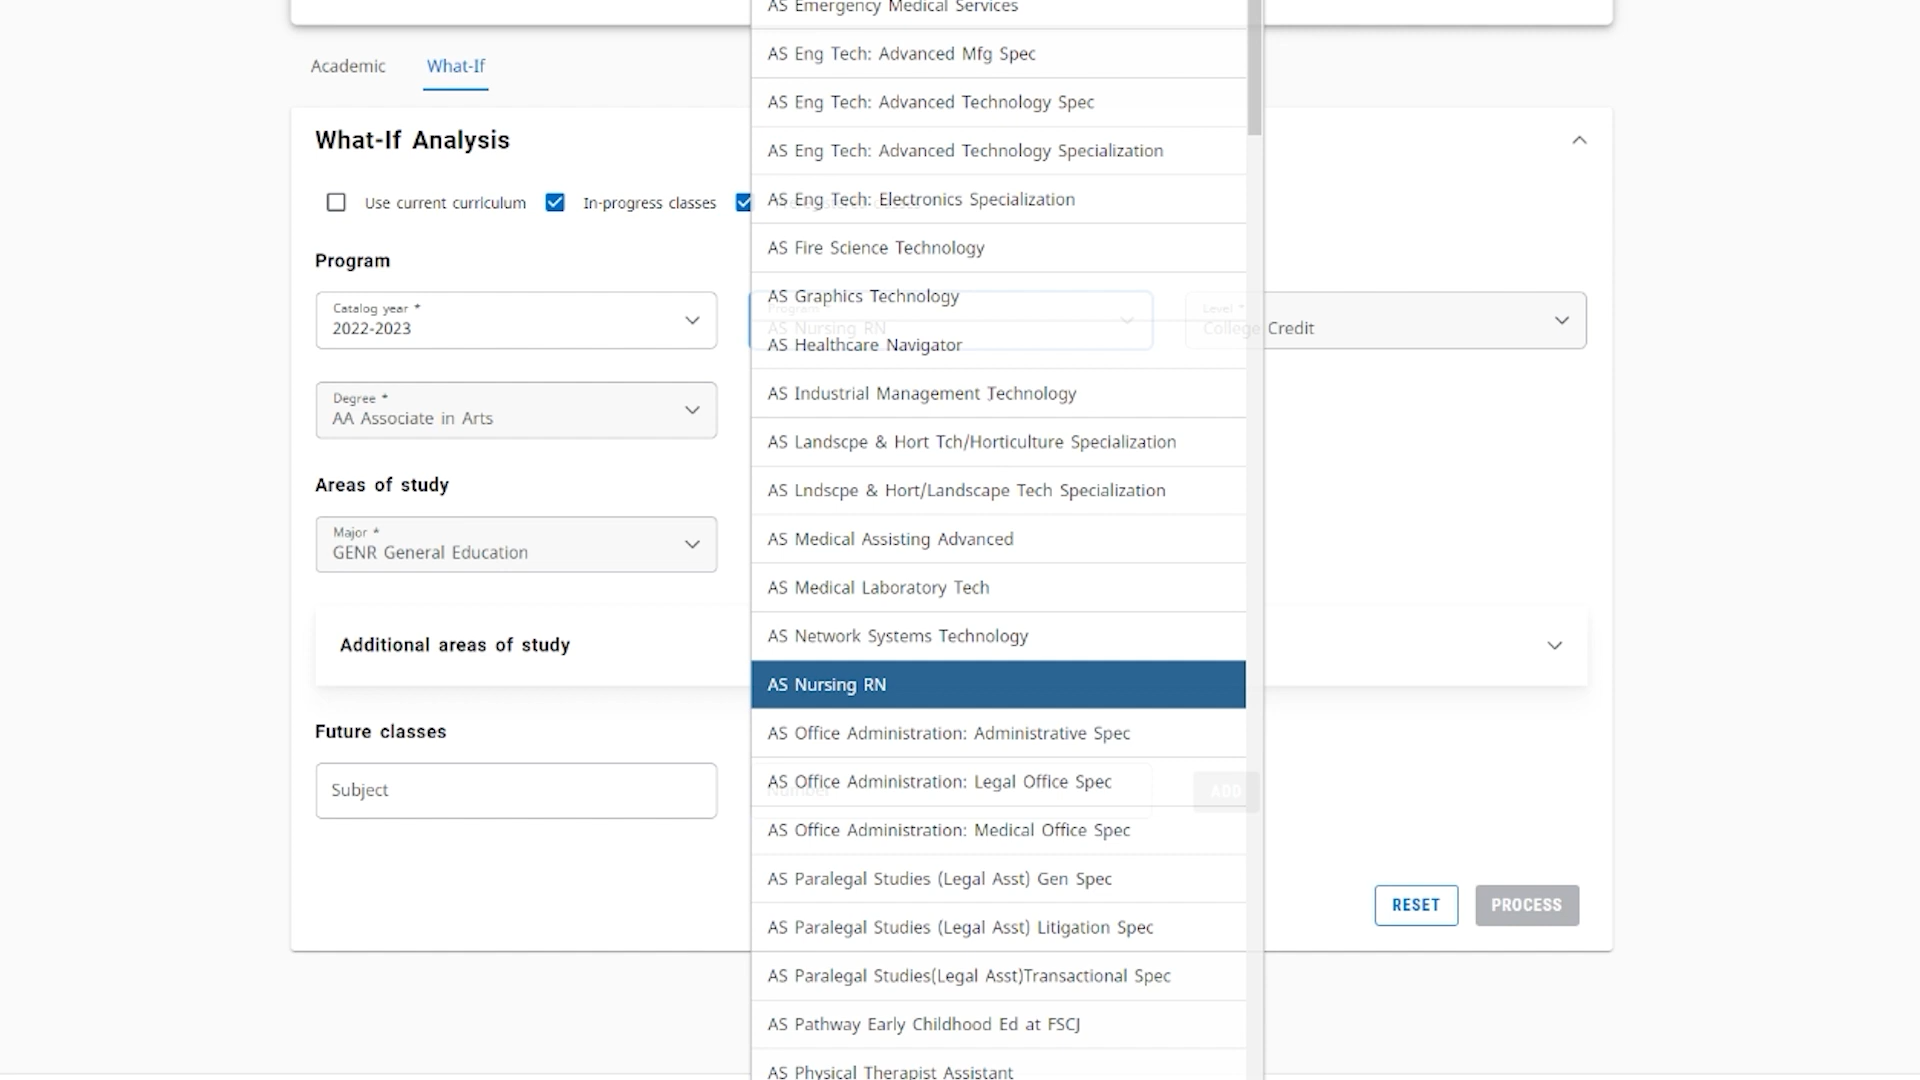 Academic
What-If
What-If Analysis
Use current curriculum
In-progress classes
Program
Catalog year *
2022-2023
Program
AS Nursing RN
Level *
College Credit
Degree *
AA Associate in Arts
Areas of study
Major *
GENR General Education
Additional areas of study
Future classes
Subject
Number
ADD
RESET
PROCESS
AS Emergency Medical Services
AS Eng Tech: Advanced Mfg Spec
AS Eng Tech: Advanced Technology Spec
AS Eng Tech: Advanced Technology Specialization
AS Eng Tech: Electronics Specialization
AS Fire Science Technology
AS Graphics Technology
AS Healthcare Navigator
AS Industrial Management Technology
AS Landscpe & Hort Tch/Horticulture Specialization
AS Lndscpe & Hort/Landscape Tech Specialization
AS Medical Assisting Advanced
AS Medical Laboratory Tech
AS Network Systems Technology
AS Nursing RN
AS Office Administration: Administrative Spec
AS Office Administration: Legal Office Spec
AS Office Administration: Medical Office Spec
AS Paralegal Studies (Legal Asst) Gen Spec
AS Paralegal Studies (Legal Asst) Litigation Spec
AS Paralegal Studies(Legal Asst)Transactional Spec
AS Pathway Early Childhood Ed at FSCJ
AS Physical Therapist Assistant